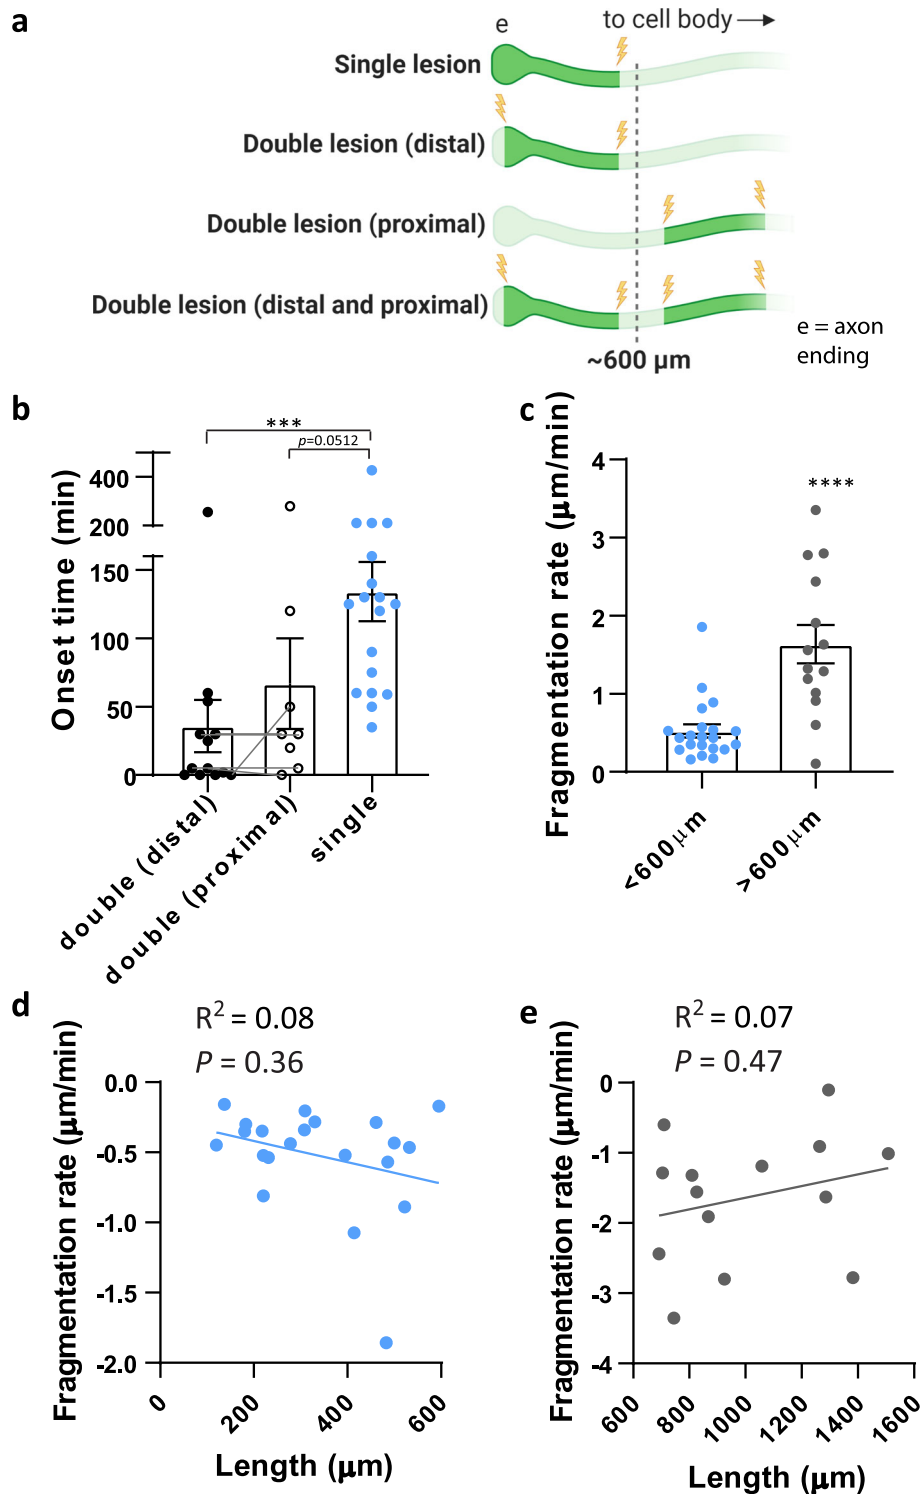 a
e
to cell body
Single lesion
Double lesion (distal)
Double lesion (proximal)
Double lesion (distal and proximal)
~600 μm
e = axon
ending
b
***
p=0.0512
Onset time (min)
400
200
150
100
50
0
double (distal)
double (proximal)
single
c
****
Fragmentation rate (μm/min)
4
3
2
1
0
<600μm
>600μm
d
R² = 0.08
P = 0.36
Fragmentation rate (μm/min)
0.0
-0.5
-1.0
-1.5
-2.0
0
200
400
600
Length (μm)
e
R² = 0.07
P = 0.47
Fragmentation rate (μm/min)
0
-1
-2
-3
-4
600
800
1000
1200
1400
1600
Length (μm)